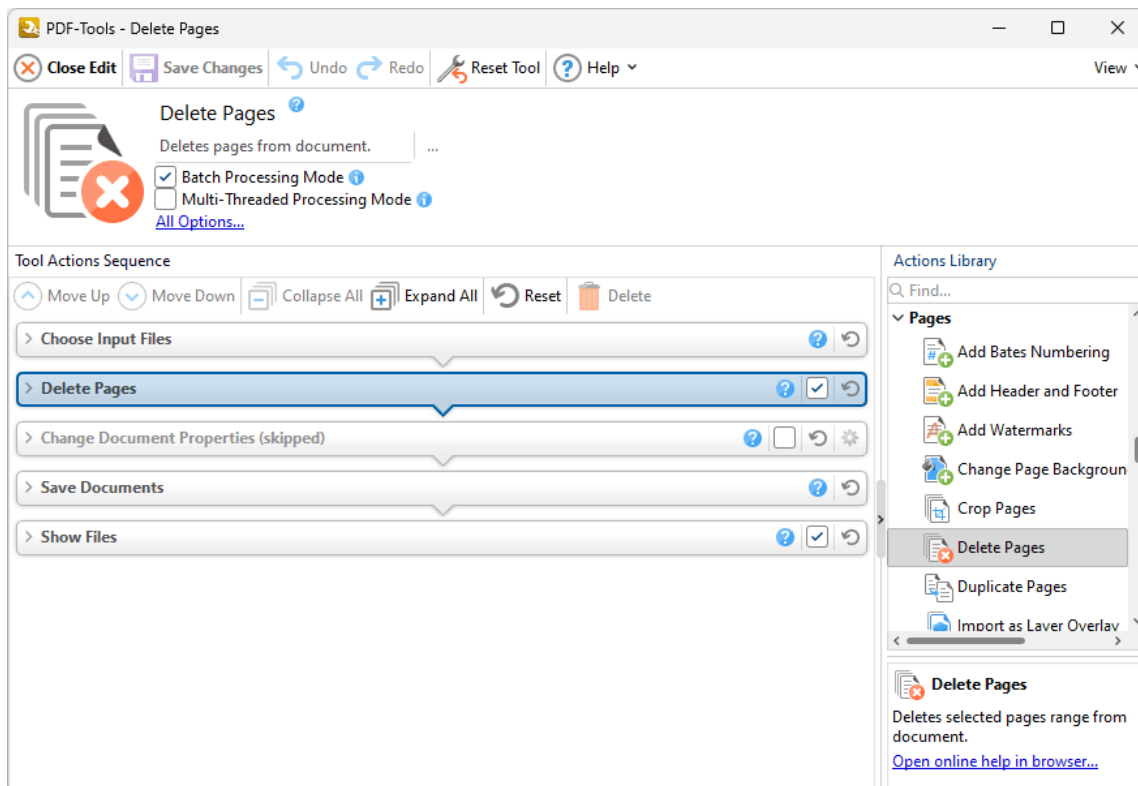 PDF-Tools - Delete Pages
Close Edit Save Changes Undo Redo Reset Tool Help View
Delete Pages
Deletes pages from document. ...
Batch Processing Mode
Multi-Threaded Processing Mode
All Options...
Tool Actions Sequence
Move Up Move Down Collapse All Expand All Reset Delete
Choose Input Files
Delete Pages
Change Document Properties (skipped)
Save Documents
Show Files
Actions Library
Find...
Pages
Add Bates Numbering
Add Header and Footer
Add Watermarks
Change Page Backgroun
Crop Pages
Delete Pages
Duplicate Pages
Import as Layer Overlay
Delete Pages
Deletes selected pages range from
document.
Open online help in browser...